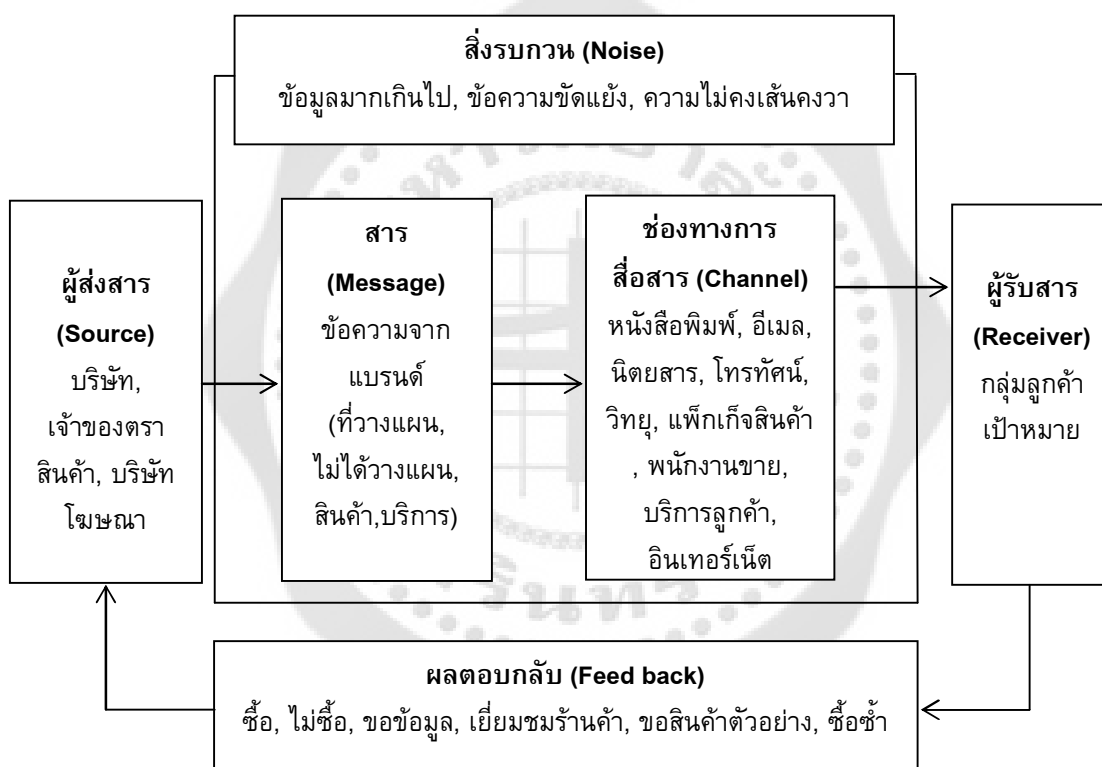 สิ่งรบกวน (Noise)
ข้อมูลมากเกินไป, ข้อความขัดแย้ง, ความไม่คงเส้นคงวา
ผู้ส่งสาร
(Source)
บริษัท,
เจ้าของตรา
สินค้า, บริษัท
โฆษณา
สาร
(Message)
ข้อความจาก
แบรนด์
(ที่วางแผน,
ไม่ได้วางแผน,
สินค้า,บริการ)
ช่องทางการ
สื่อสาร (Channel)
หนังสือพิมพ์, อีเมล,
นิตยสาร, โทรทัศน์,
วิทยุ, แพ็กเก็จสินค้า
, พนักงานขาย,
บริการลูกค้า,
อินเทอร์เน็ต
ผู้รับสาร
(Receiver)
กลุ่มลูกค้า
เป้าหมาย
ผลตอบกลับ (Feed back)
ซื้อ, ไม่ซื้อ, ขอข้อมูล, เยี่ยมชมร้านค้า, ขอสินค้าตัวอย่าง, ซื้อซ้ำ